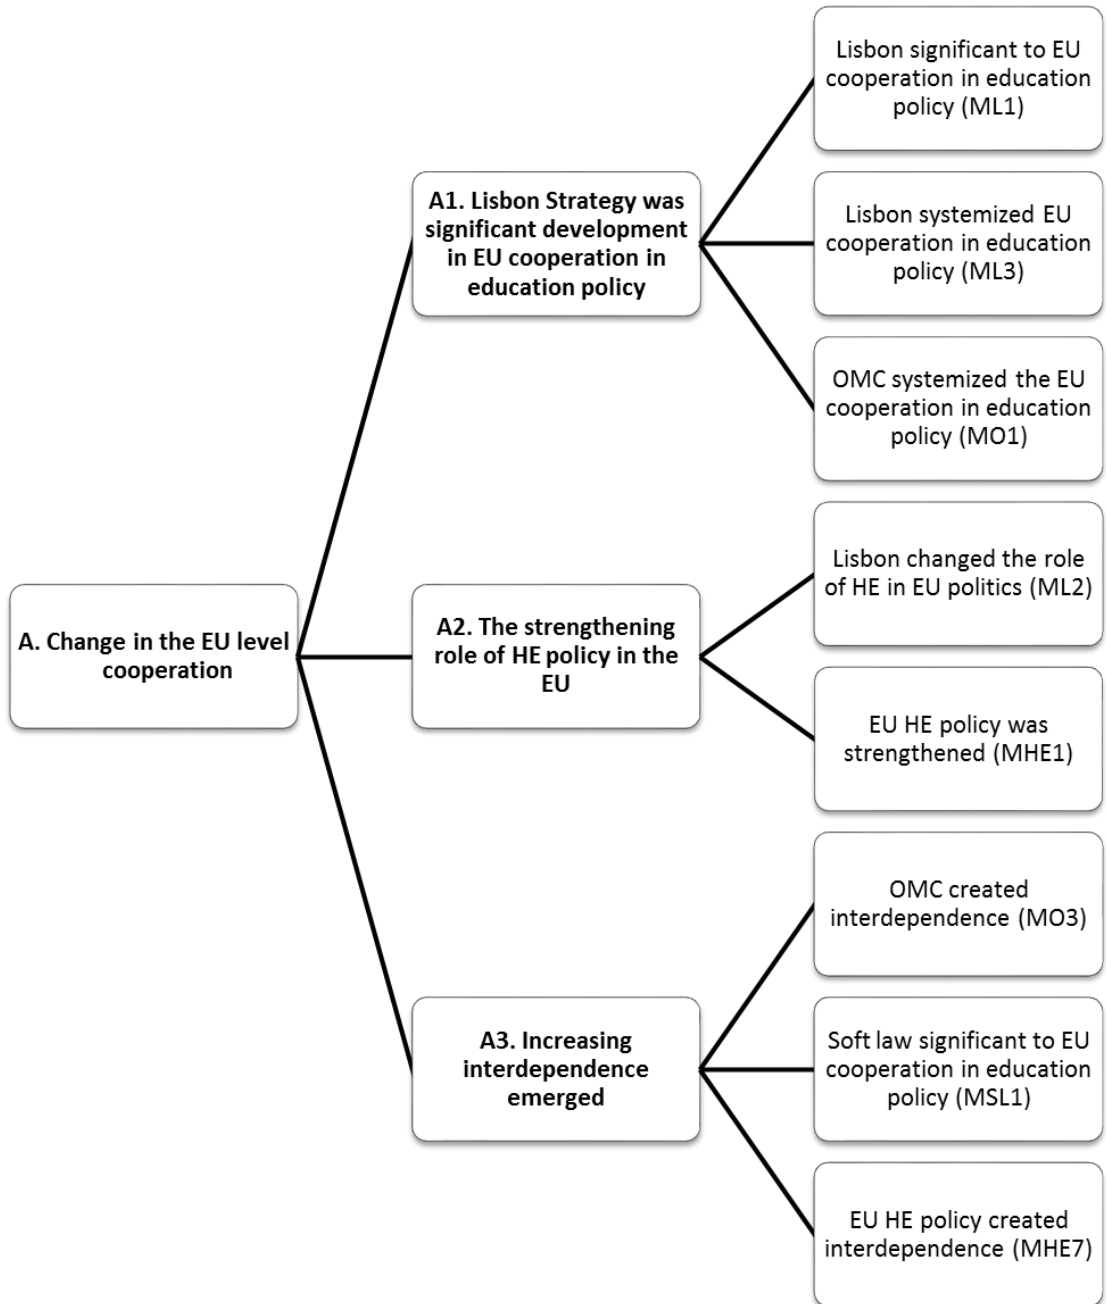 Lisbon significant to EU
cooperation in education
policy (ML1)
A1. Lisbon Strategy was
significant development
in EU cooperation in
education policy
Lisbon systemized EU
cooperation in education
policy (ML3)
OMC systemized the EU
cooperation in education
policy (MO1)
A. Change in the EU level
cooperation
A2. The strengthening
role of HE policy in the
EU
Lisbon changed the role
of HE in EU politics (ML2)
EU HE policy was
strengthened (MHE1)
A3. Increasing
interdependence
emerged
OMC created
interdependence (MO3)
Soft law significant to EU
cooperation in education
policy (MSL1)
EU HE policy created
interdependence (MHE7)